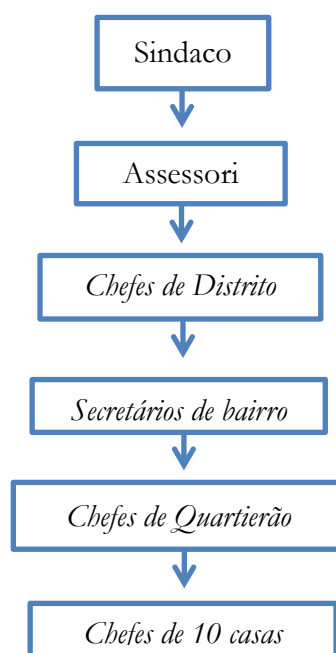 Sindaco
Assessori
Chefes de Distrito
Secretários de bairro
Chefes de Quartierão
Chefes de 10 casas